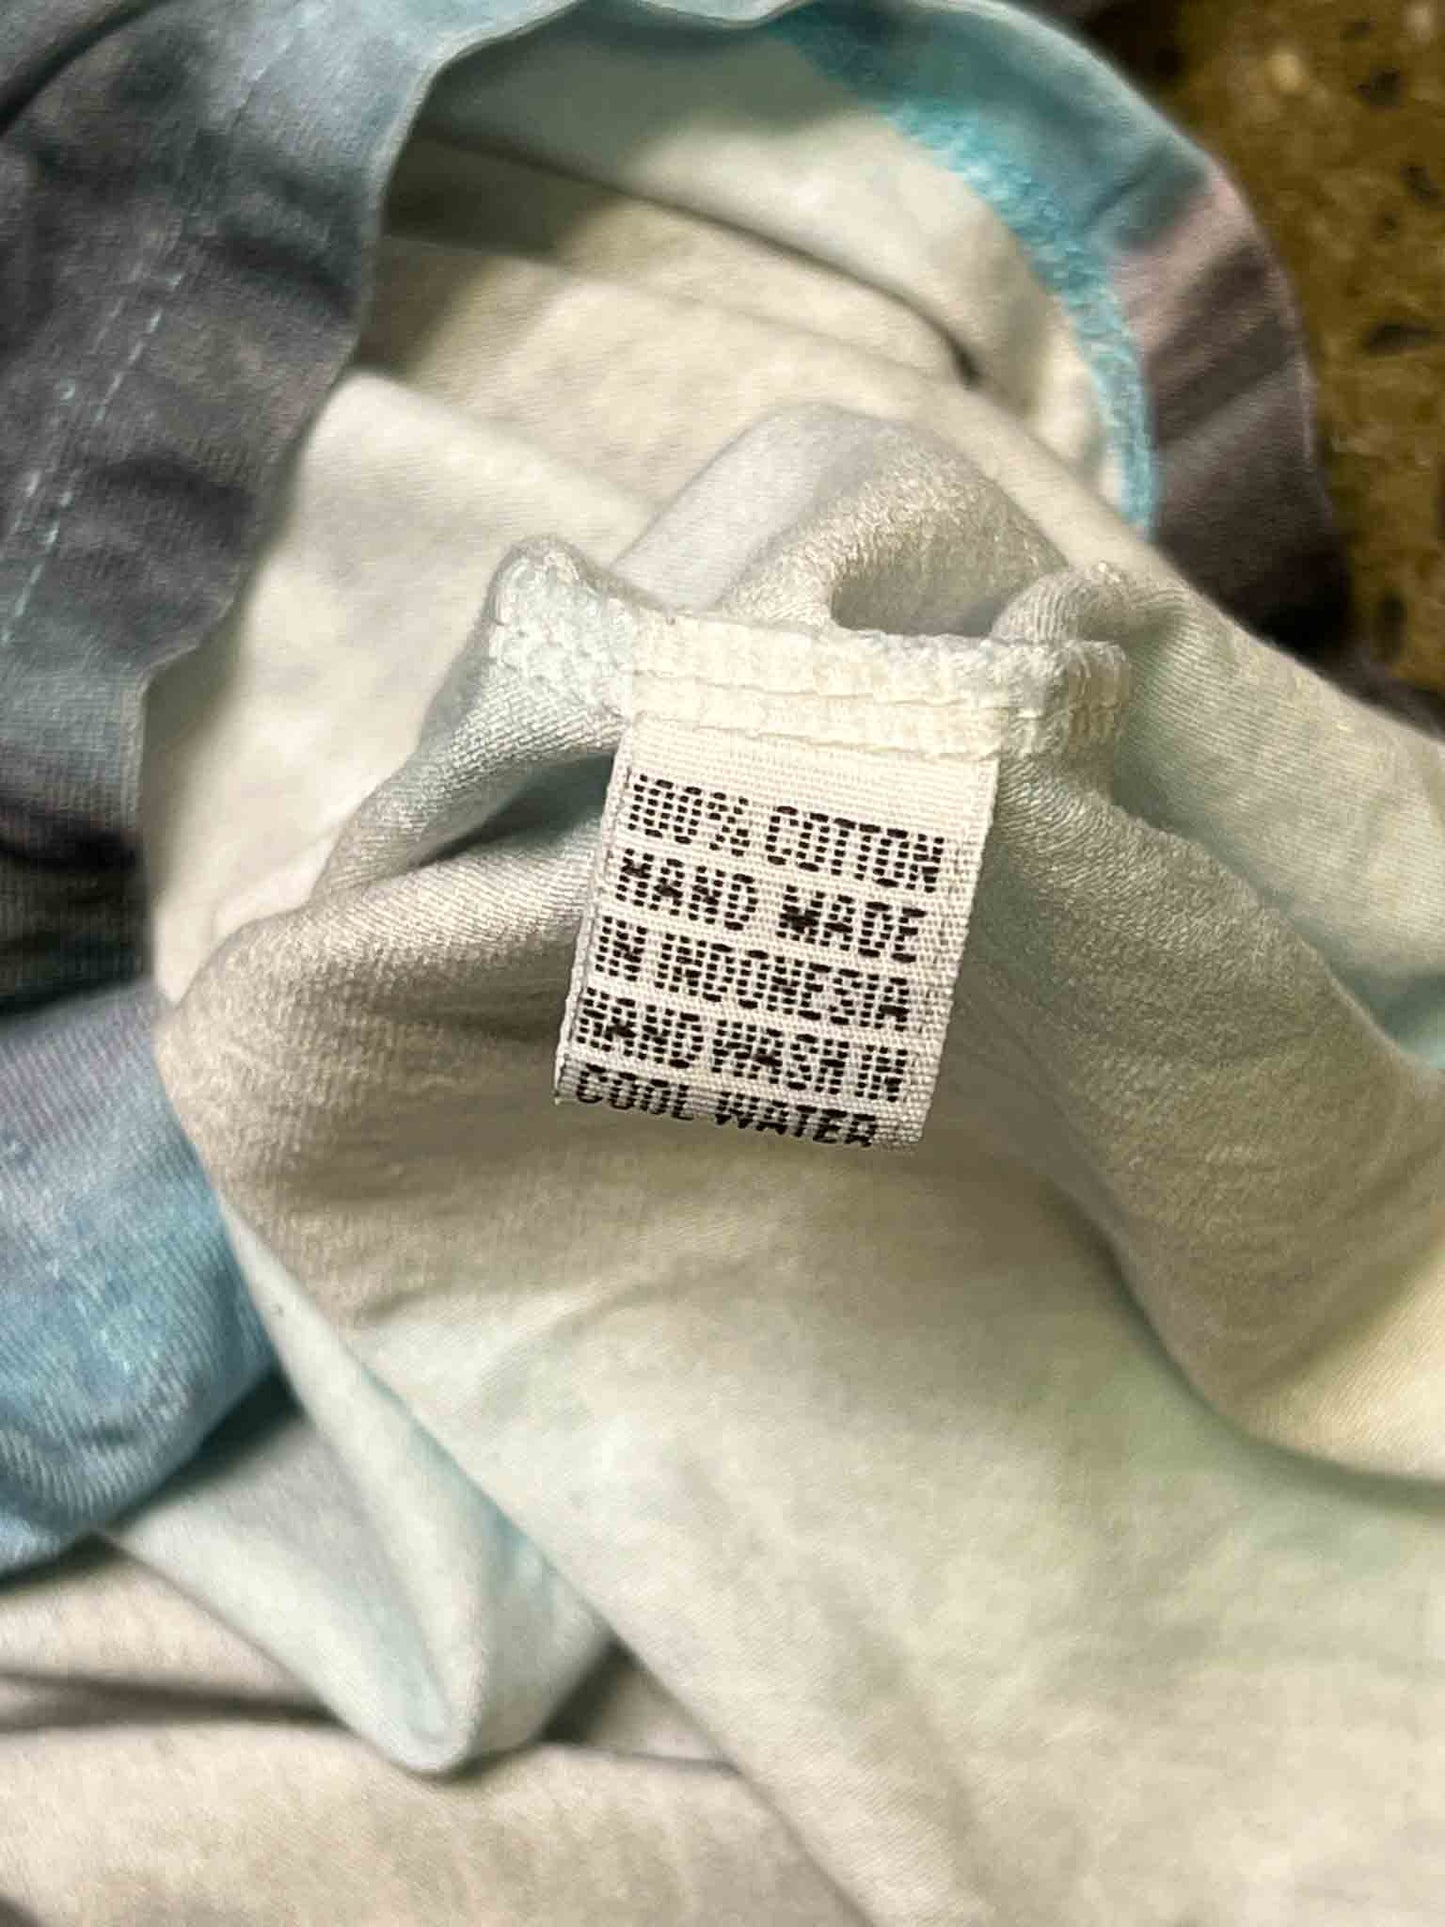 100% COTTON
HAND MADE
IN INDONESIA
HAND WASH IN
COOL WATER